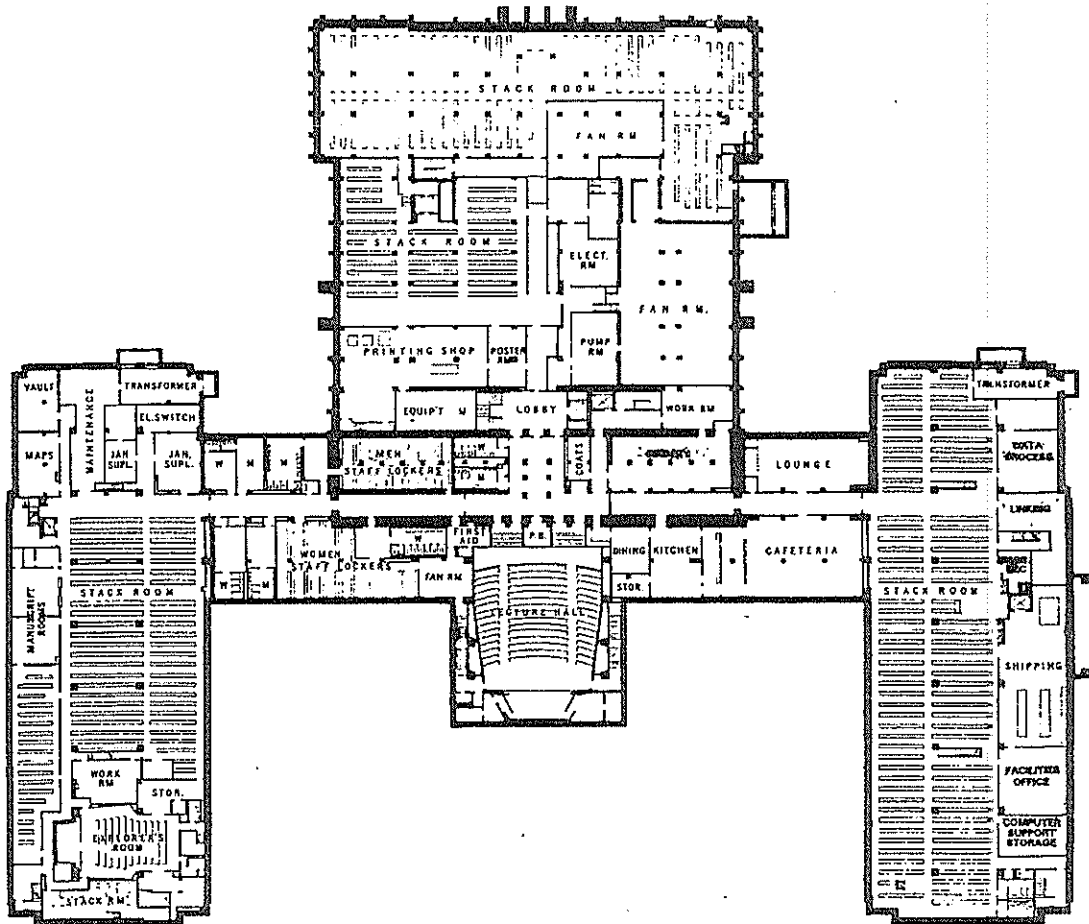 STACK ROOM
FAN RM
STACK ROOM
ELECT.
RM
FAN RM.
PRINTING SHOP
POSTER
RM
PUMP
RM
EQUIP'T
M
LOBBY
WORK RM
VAULT
TRANSFORMER
MAINTENANCE
EL.SWITCH
MAPS
JAN
SUPL.
JAN.
SUPL.
W
M
M
MEN
STAFF LOCKERS
W
M
COATS
LOUNGE
TRANSFORMER
DATA
PROCESS.
LINKING
FIRST
AID
P.B.
WOMEN
STAFF LOCKERS
W
FAN RM
W
M
DINING
KITCHEN
STOR.
CAFETERIA
LECTURE HALL
STACK ROOM
MANUSCRIPT
ROOMS
STACK ROOM
SHIPPING
WORK
RM
STOR.
ROOM
STACK RM
FACILITIES
OFFICE
COMPUTER
SUPPORT
STORAGE